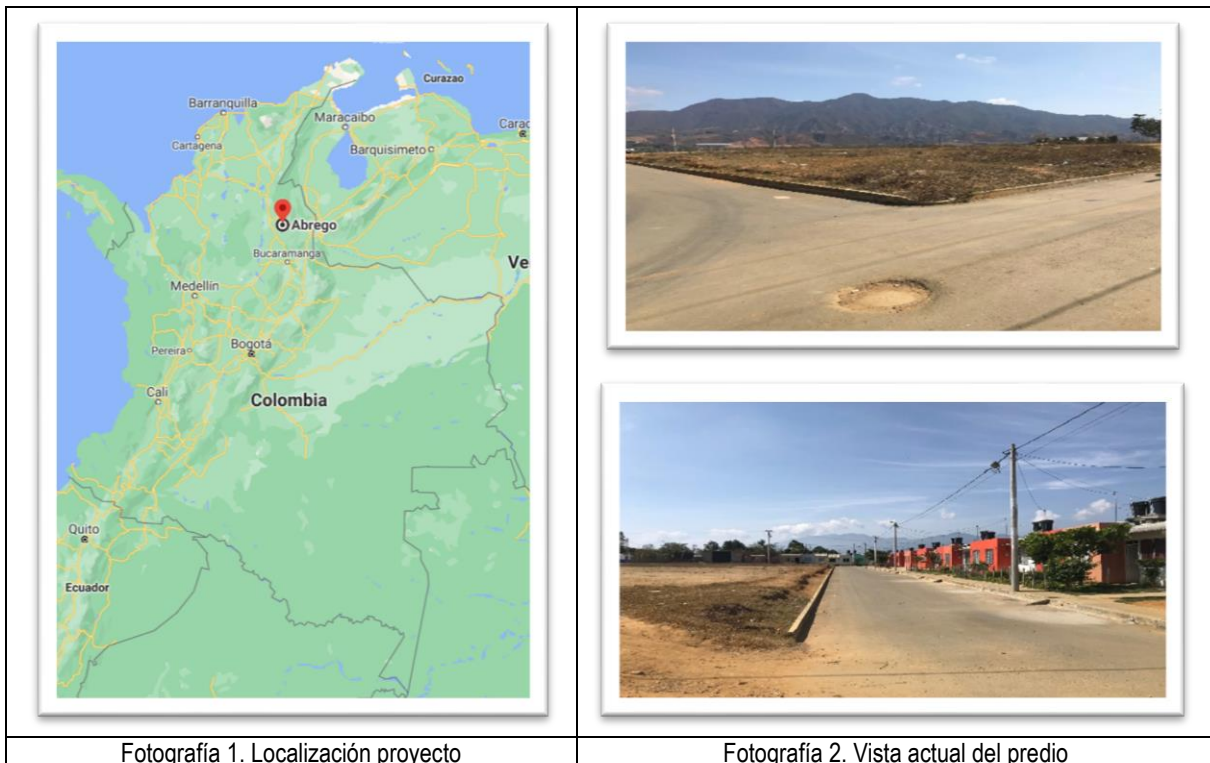 Curazao
Barranquilla
Maracaibo
Cartagena
Carac
Barquisimeto
Abrego
Bucaramanga
Ve
Medellín
Pereira
Bogotá
Cali
Colombia
Quito
Ecuador
Fotografía 1. Localización proyecto
Fotografía 2. Vista actual del predio